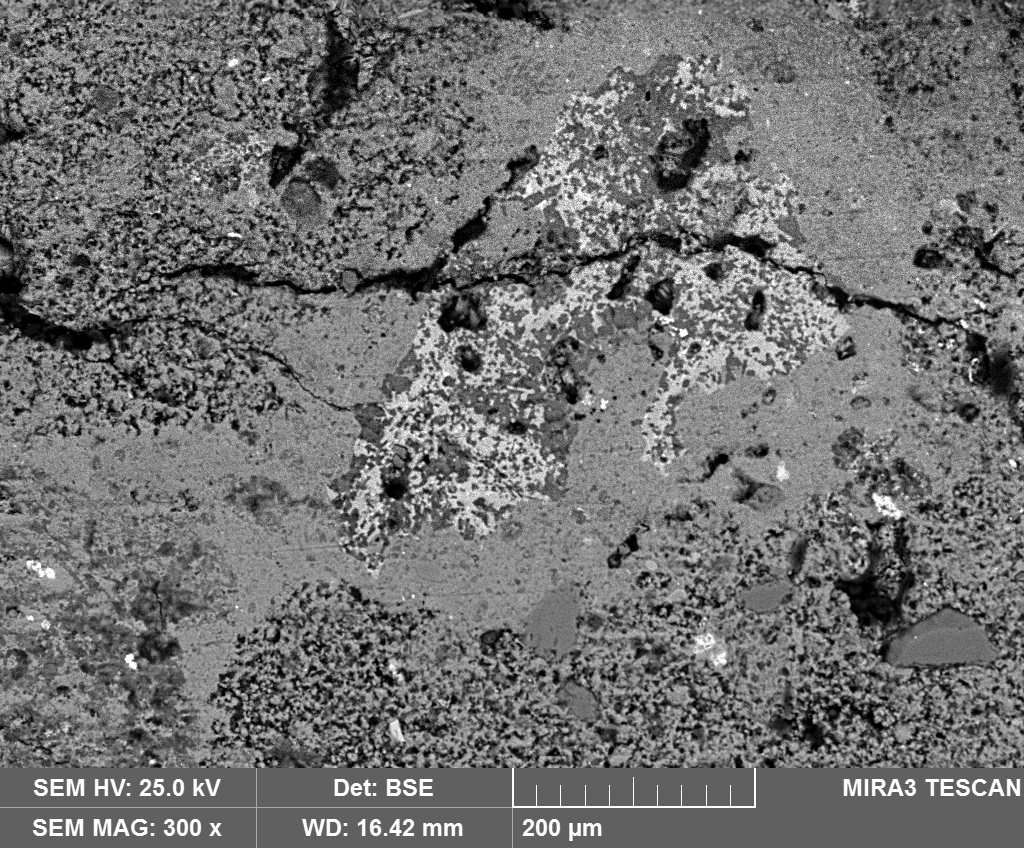 SEM HV: 25.0 kV Det: BSE MIRA3 TESCAN
SEM MAG: 300 x WD: 16.42 mm 200 µm